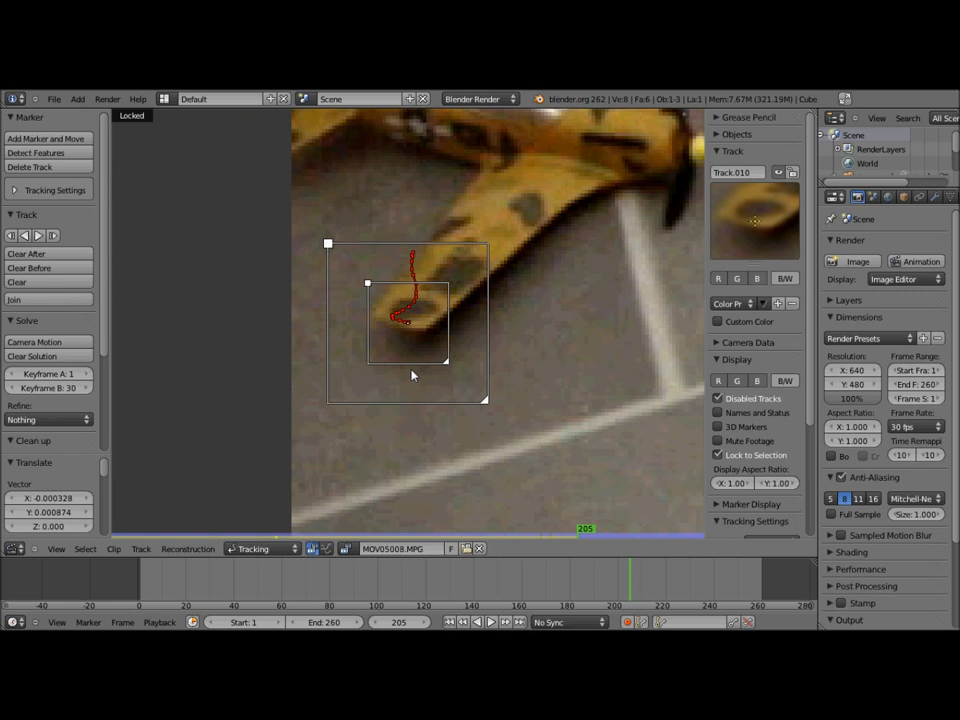 File Add Render Help Default Scene Blender Render blender.org 262 | Ve:8 | Fa:6 | Ob:1-3 | La:1 | Mem:7.67M (321.19M) | Cube
Marker
Add Marker and Move
Detect Features
Delete Track
Tracking Settings
Track
Clear After
Clear Before
Clear
Join
Solve
Camera Motion
Clear Solution
Keyframe A: 1
Keyframe B: 30
Refine:
Nothing
Clean up
Translate
Vector
X: -0.000328
Y: 0.000874
Z: 0.000
Locked
205
Grease Pencil
Objects
Track
Track.010
R G B B/W
Color Pr
Custom Color
Camera Data
Display
R G B B/W
Disabled Tracks
Names and Status
3D Markers
Mute Footage
Lock to Selection
Display Aspect Ratio:
X: 1.00 Y: 1.00
Marker Display
Tracking Settings
View Search All Scen
Scene
RenderLayers
World
Scene
Render
Image Animation
Display: Image Editor
Layers
Dimensions
Render Presets
Resolution: Frame Range:
X: 640 Start Fra: 1
Y: 480 End F: 260
100% Frame S: 1
Aspect Ratio: Frame Rate:
X: 1.000 30 fps
Y: 1.000 Time Remappi
Bo Cr 10 10
Anti-Aliasing
5 8 11 16 Mitchell-Ne
Full Sample Size: 1.000
Sampled Motion Blur
Shading
Performance
Post Processing
Stamp
Output
View Select Clip Track Reconstruction Tracking MOV05008.MPG F
-40 -20 0 20 40 60 80 100 120 140 160 180 200 220 240 260 280
View Marker Frame Playback Start: 1 End: 260 205 No Sync